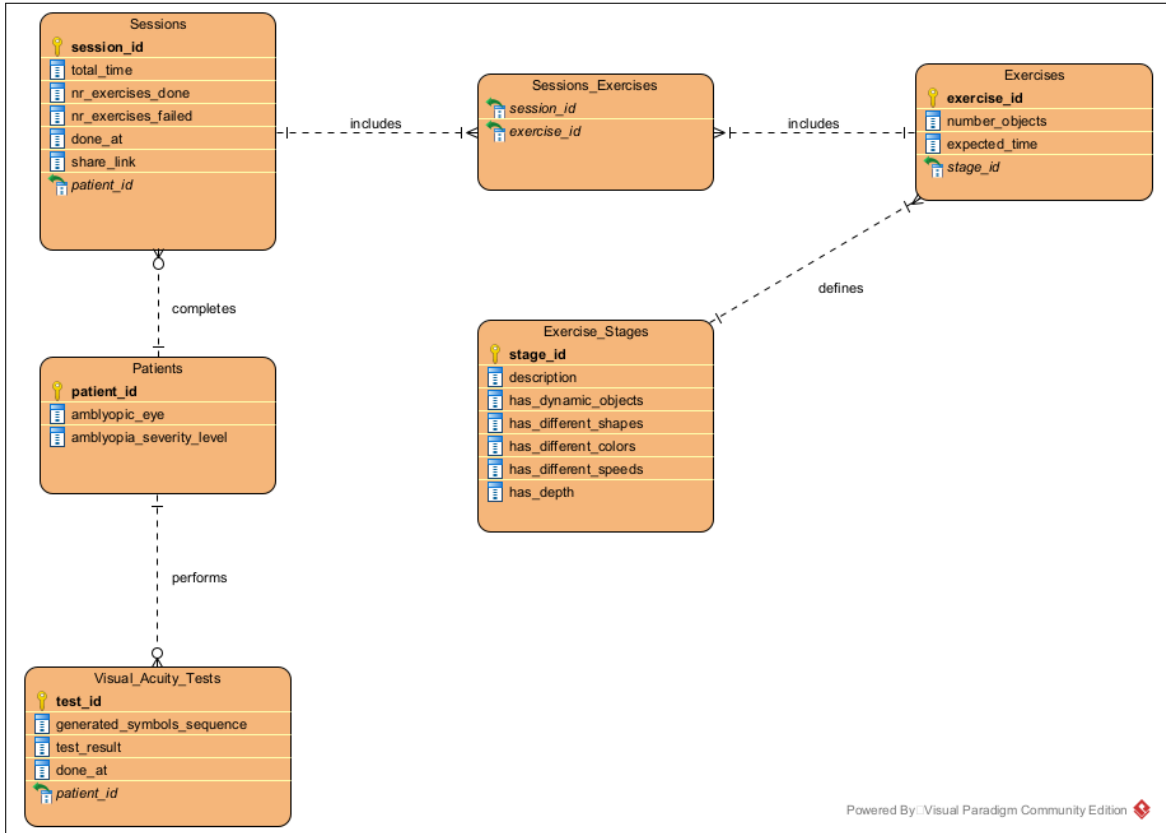 Sessions
session_id
total_time
nr_exercises_done
nr_exercises_failed
done_at
share_link
patient_id
includes
Sessions_Exercises
session_id
exercise_id
includes
Exercises
exercise_id
number_objects
expected_time
stage_id
completes
defines
Patients
patient_id
amblyopic_eye
amblyopia_severity_level
Exercise_Stages
stage_id
description
has_dynamic_objects
has_different_shapes
has_different_colors
has_different_speeds
has_depth
performs
Visual_Acuity_Tests
test_id
generated_symbols_sequence
test_result
done_at
patient_id
Powered By Visual Paradigm Community Edition